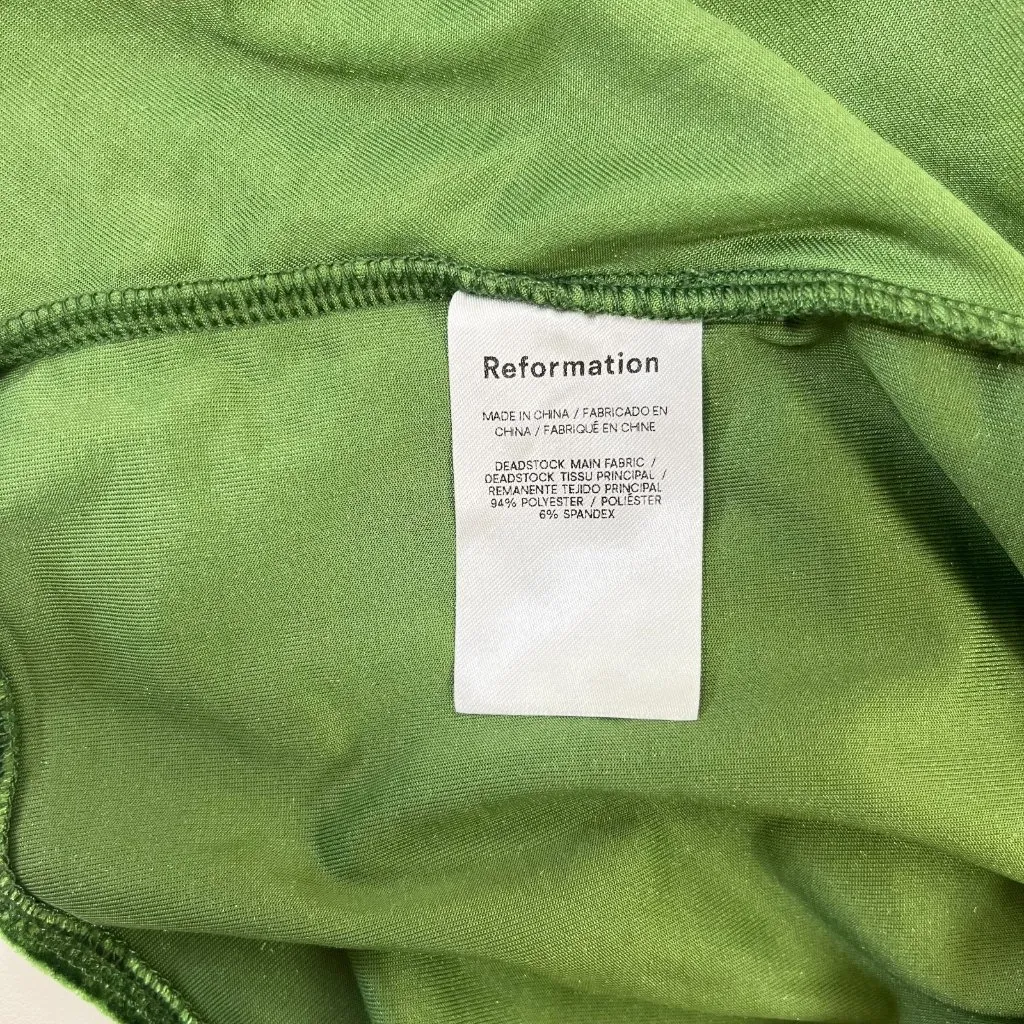 Reformation
MADE IN CHINA / FABRICADO EN
CHINA / FABRIQUÉ EN CHINE
DEADSTOCK MAIN FABRIC /
DEADSTOCK TISSU PRINCIPAL /
REMANENTE TEJIDO PRINCIPAL
94% POLYESTER / POLIÉSTER
6% SPANDEX